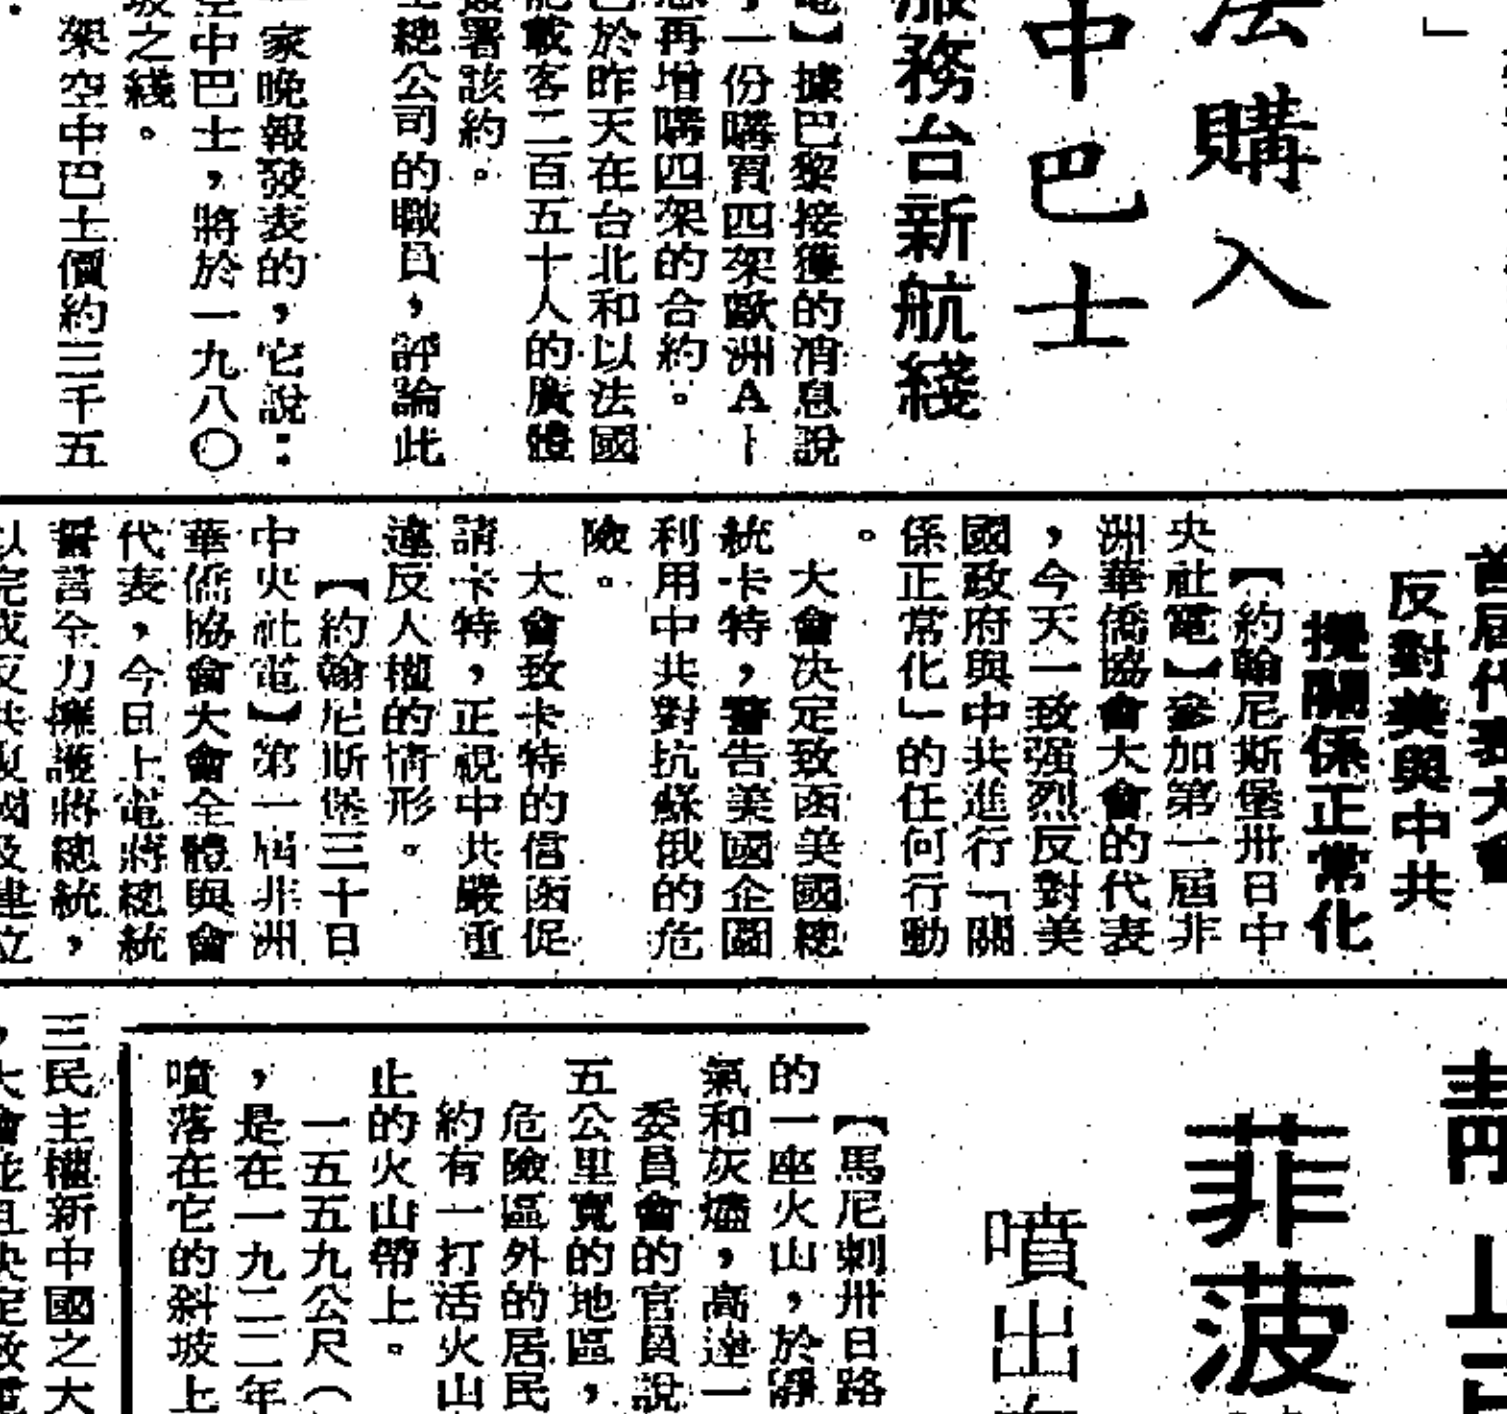 法購入
中巴士
服務台新航綫
電】據巴黎接獲的消息說
了一份購買四架歐洲A—
再增購四架的合約。
已於昨天在台北和以法國
載客二百五十人的廣體
簽署該約。
總公司的職員，評論此
一家晚報發表的，它說：
空中巴士，將於一九八〇
坡之綫。
架空中巴士價約三千五
首屆代表大會
反對美與中共
攪關係正常化
【約翰尼斯堡卅日中
央社電】參加第一屆非
洲華僑協會大會的代表
，今天一致强烈反對美
國政府與中共進行「關
係正常化」的任何行動
。
大會决定致函美國總
統卡特，警告美國企圖
利用中共對抗蘇俄的危
險。
大會致卡特的信函促
請卡特，正視中共嚴重
違反人權的情形。
【約翰尼斯堡三十日
中央社電】第一屆非洲
華僑協會大會全體與會
代表，今日上電蔣總統
誓言全力擁護蔣總統，
以完成反共復國及建立
菲
菠
噴出
【馬尼剌卅日路
的一座火山，於靜
氣和灰燼，高達一
委員會的官員說
五公里寬的地區，
危險區外的居民
約有一打活火山
止的火山帶上。
一五五九公尺（
，是在一九二二年
噴落在它的斜坡上
三民主權新中國之大
，大會並且決定致電